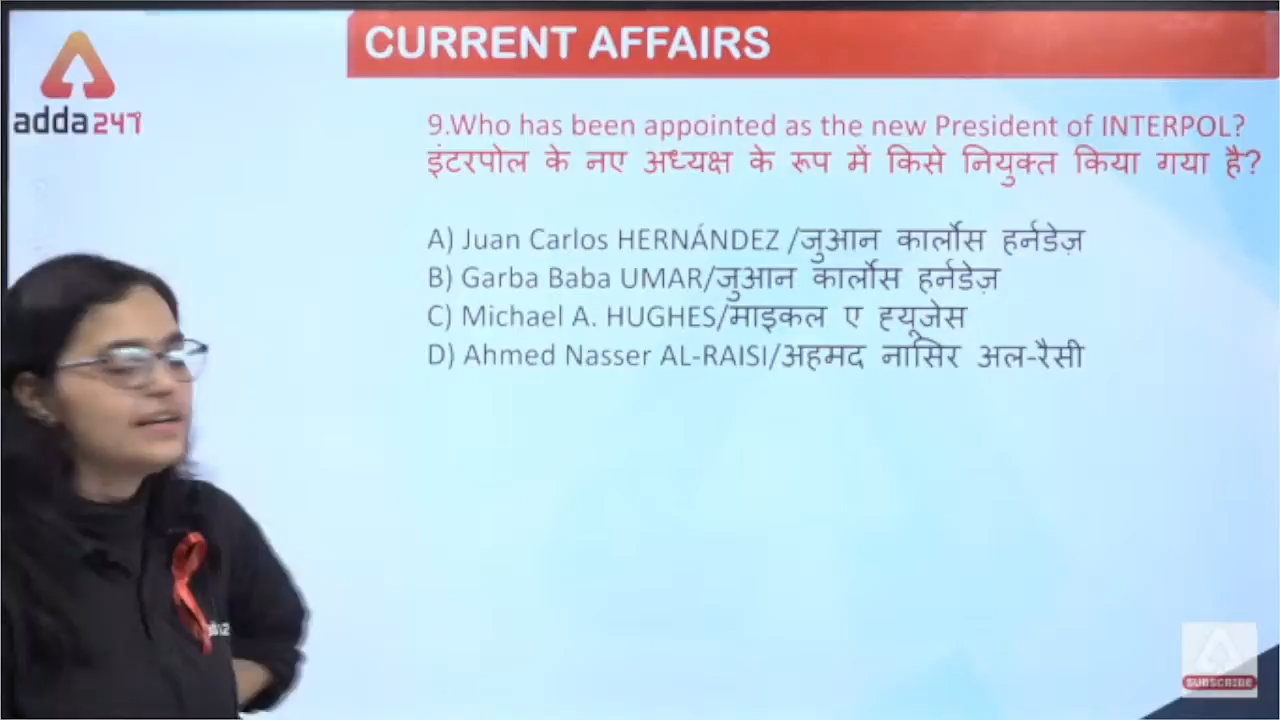 CURRENT AFFAIRS
adda247
9.Who has been appointed as the new President of INTERPOL?
इंटरपोल के नए अध्यक्ष के रूप में किसे नियुक्त किया गया है?
A) Juan Carlos HERNÁNDEZ /जुआन कार्लोस हर्नडेज़
B) Garba Baba UMAR/जुआन कार्लोस हर्नडेज़
C) Michael A. HUGHES/माइकल ए ह्यूजेस
D) Ahmed Nasser AL-RAISI/अहमद नासिर अल-रैसी
SUBSCRIBE